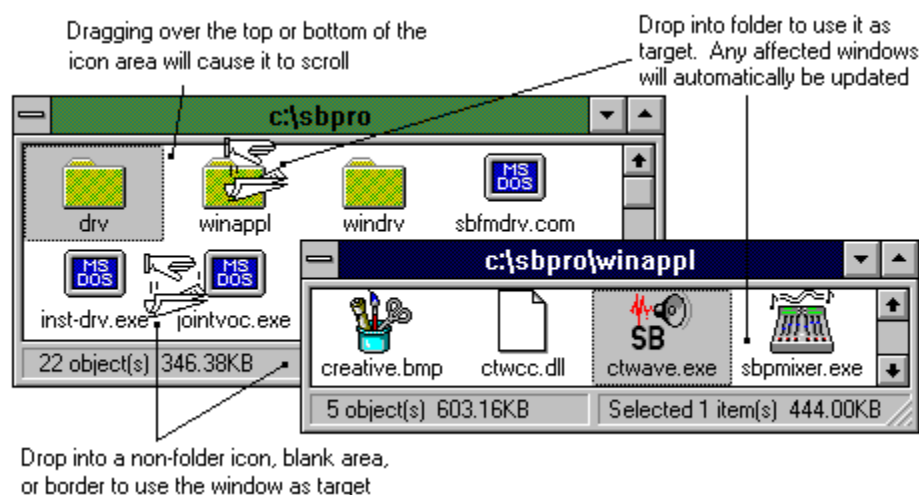 Dragging over the top or bottom of the
icon area will cause it to scroll
Drop into folder to use it as
target. Any affected windows
will automatically be updated
c:\sbpro
drv
winappl
windrv
MS
DOS
sbfmdrv.com
MS
DOS
inst-drv.exe
MS
DOS
jointvoc.exe
22 object(s) 346.38KB
c:\sbpro\winappl
creative.bmp
ctwcc.dll
SB
ctwave.exe
sbpmixer.exe
5 object(s) 603.16KB
Selected 1 item(s) 444.00KB
Drop into a non-folder icon, blank area,
or border to use the window as target